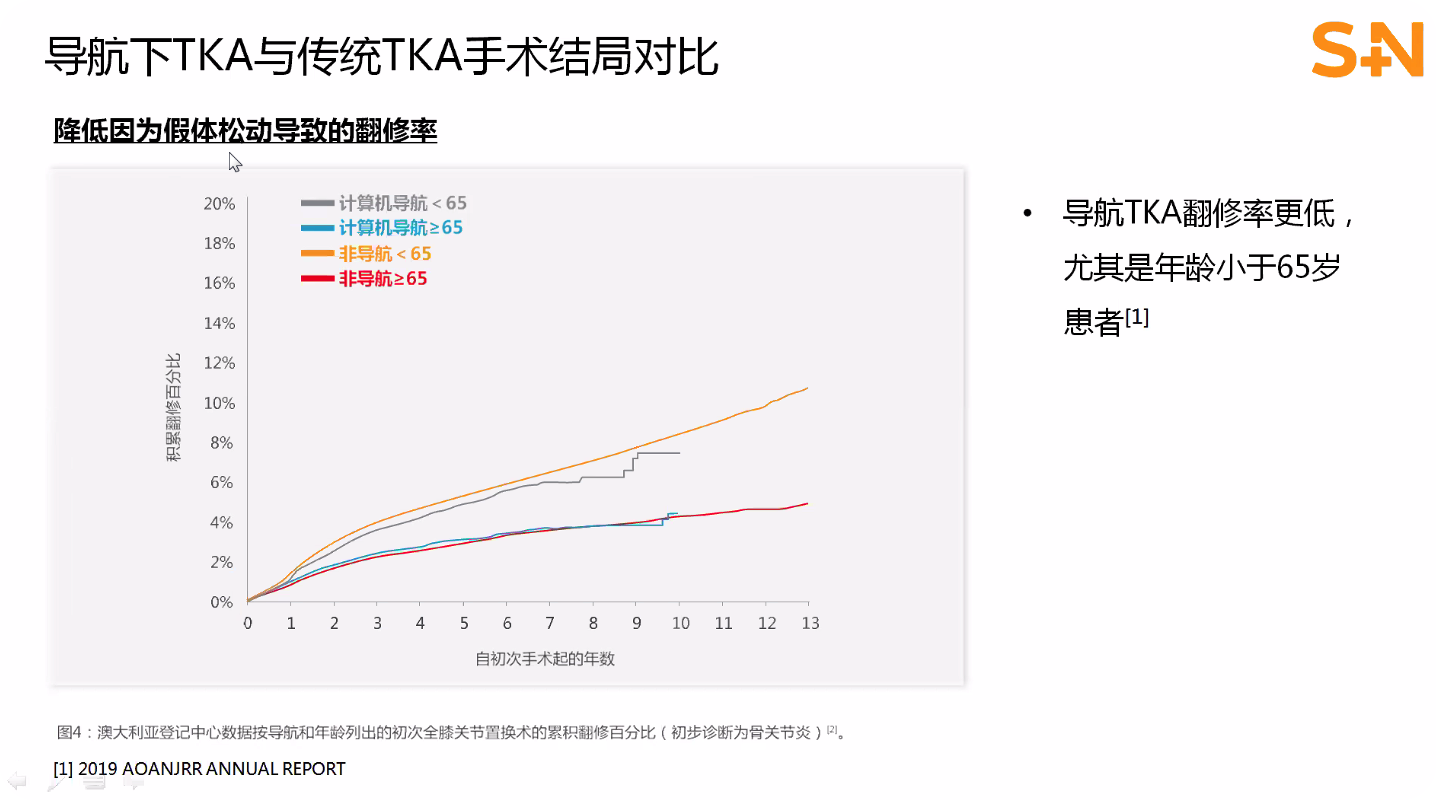 导航下TKA与传统TKA手术结局对比
S+N
降低因为假体松动导致的翻修率
20%
18%
16%
14%
12%
10%
8%
6%
4%
2%
0%
积累翻修百分比
计算机导航＜65
计算机导航≥65
非导航＜65
非导航≥65
0 1 2 3 4 5 6 7 8 9 10 11 12 13
自初次手术起的年数
• 导航TKA翻修率更低，
尤其是年龄小于65岁
患者[1]
图4：澳大利亚登记中心数据按导航和年龄列出的初次全膝关节置换术的累积翻修百分比（初步诊断为骨关节炎）[2]。
[1] 2019 AOANJRR ANNUAL REPORT